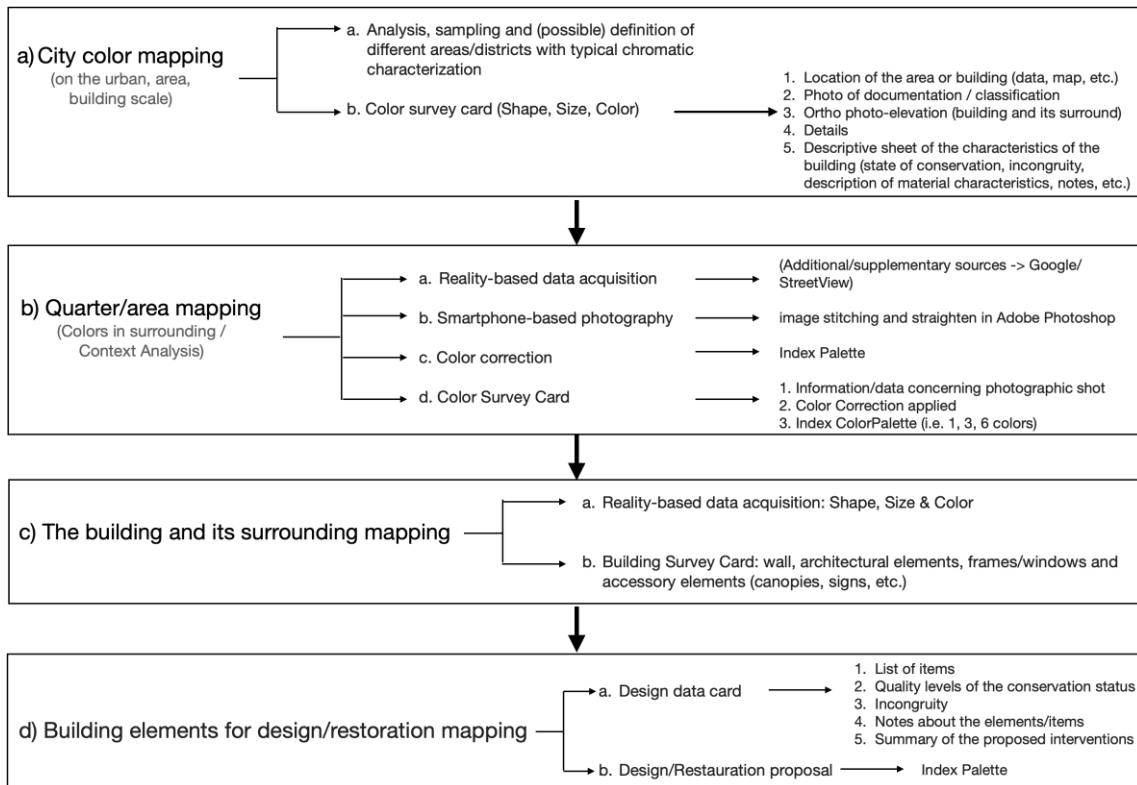 a) City color mapping
(on the urban, area,
building scale)
a. Analysis, sampling and (possible) definition of
different areas/districts with typical chromatic
characterization
b. Color survey card (Shape, Size, Color)
1. Location of the area or building (data, map, etc.)
2. Photo of documentation / classification
3. Ortho photo-elevation (building and its surround)
4. Details
5. Descriptive sheet of the characteristics of the
building (state of conservation, incongruity,
description of material characteristics, notes, etc.)
b) Quarter/area mapping
(Colors in surrounding /
Context Analysis)
a. Reality-based data acquisition
(Additional/supplementary sources -> Google/
StreetView)
b. Smartphone-based photography
image stitching and straighten in Adobe Photoshop
c. Color correction
Index Palette
d. Color Survey Card
1. Information/data concerning photographic shot
2. Color Correction applied
3. Index ColorPalette (i.e. 1, 3, 6 colors)
c) The building and its surrounding mapping
a. Reality-based data acquisition: Shape, Size & Color
b. Building Survey Card: wall, architectural elements, frames/windows and
accessory elements (canopies, signs, etc.)
d) Building elements for design/restoration mapping
a. Design data card
1. List of items
2. Quality levels of the conservation status
3. Incongruity
4. Notes about the elements/items
5. Summary of the proposed interventions
b. Design/Restauration proposal
Index Palette